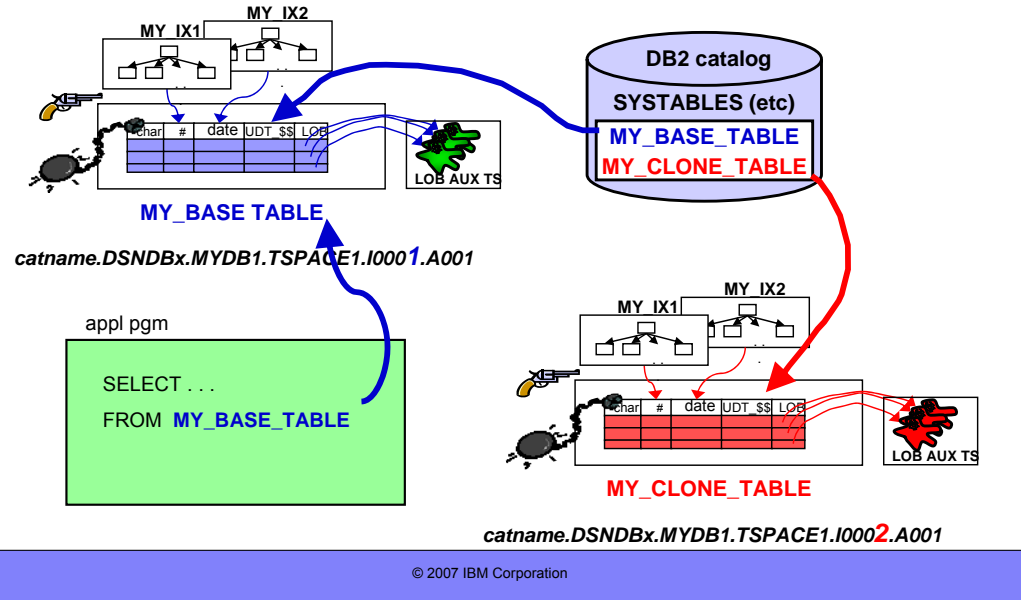 MY_IX2
MY_IX1
. .
. .
char # date UDT_$$ LOB
LOB AUX TS
MY_BASE TABLE
catname.DSNDBx.MYDB1.TSPACE1.I0001.A001
DB2 catalog
SYSTABLES (etc)
MY_BASE_TABLE
MY_CLONE_TABLE
appl pgm
SELECT . . .
FROM MY_BASE_TABLE
MY_IX2
MY_IX1
. .
. .
char # date UDT_$$ LOB
LOB AUX TS
MY_CLONE_TABLE
catname.DSNDBx.MYDB1.TSPACE1.I0002.A001
© 2007 IBM Corporation